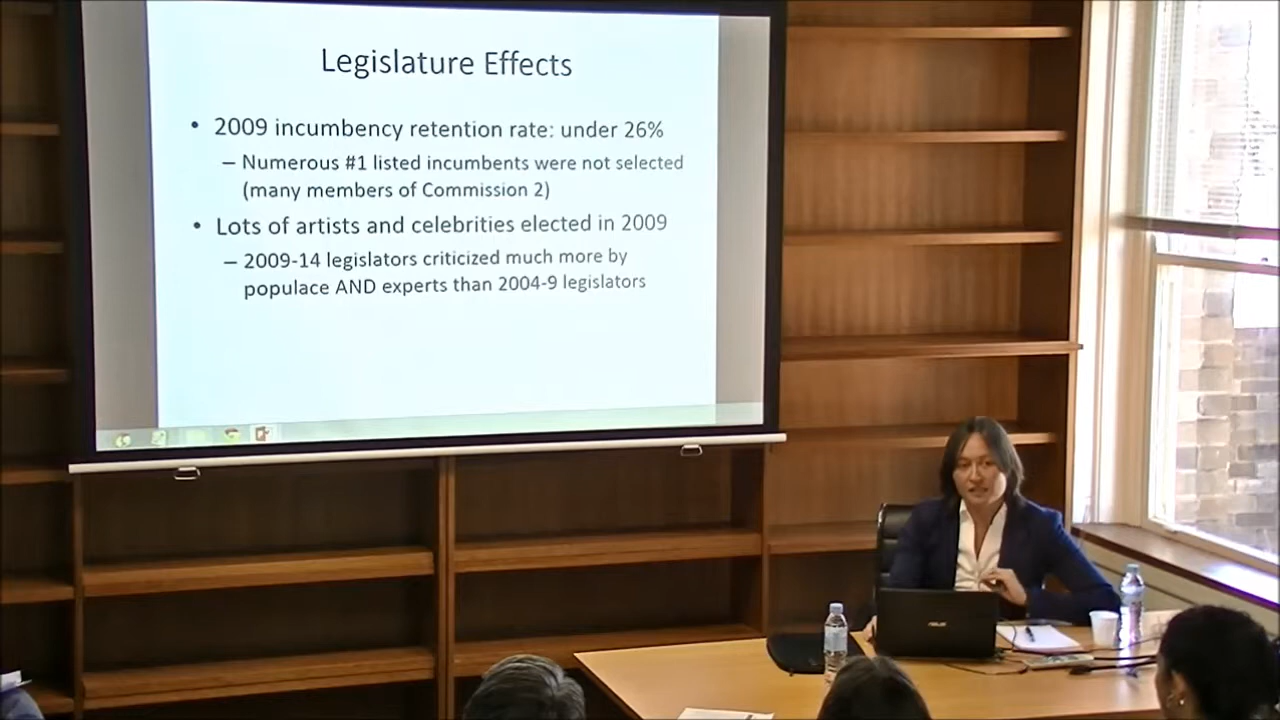 Legislature Effects
• 2009 incumbency retention rate: under 26%
– Numerous #1 listed incumbents were not selected
(many members of Commission 2)
• Lots of artists and celebrities elected in 2009
– 2009-14 legislators criticized much more by
populace AND experts than 2004-9 legislators
ASUS